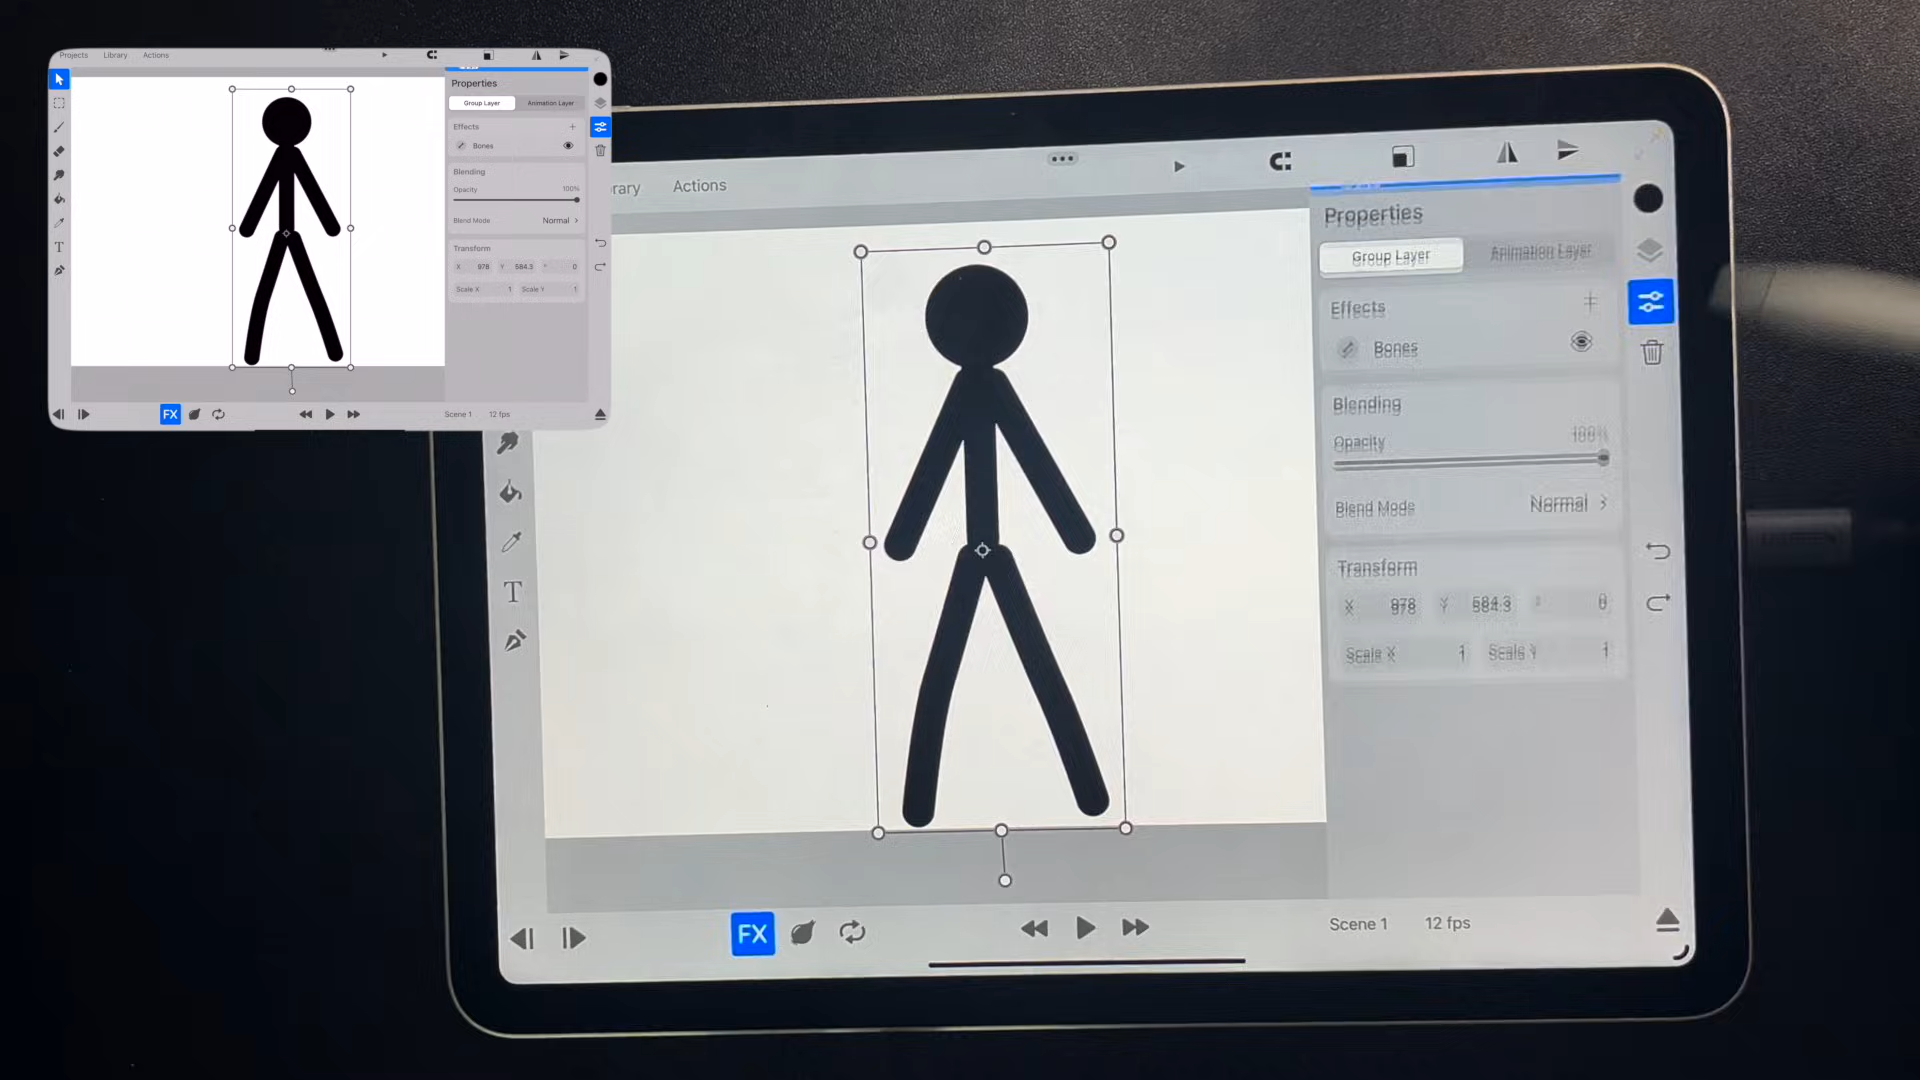 Projects Library Actions
Properties
Group Layer Animation Layer
Effects +
Bones
Blending
Opacity 100%
Blend Mode Normal >
Transform
X 978 Y 584.3 ° 0
Scale X 1 Scale Y 1
T
FX
Scene 1 12 fps
rary Actions
Properties
Group Layer Animation Layer
Effects +
Bones
Blending
Opacity 100%
Blend Mode Normal >
Transform
X 978 Y 584.3 ° 0
Scale X 1 Scale Y 1
T
FX
Scene 1 12 fps